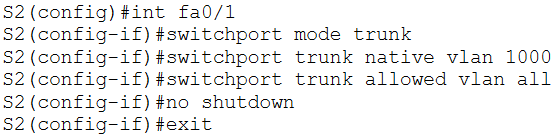 S2(config)#int fa0/1
S2(config-if)#switchport mode trunk
S2(config-if)#switchport trunk native vlan 1000
S2(config-if)#switchport trunk allowed vlan all
S2(config-if)#no shutdown
S2(config-if)#exit